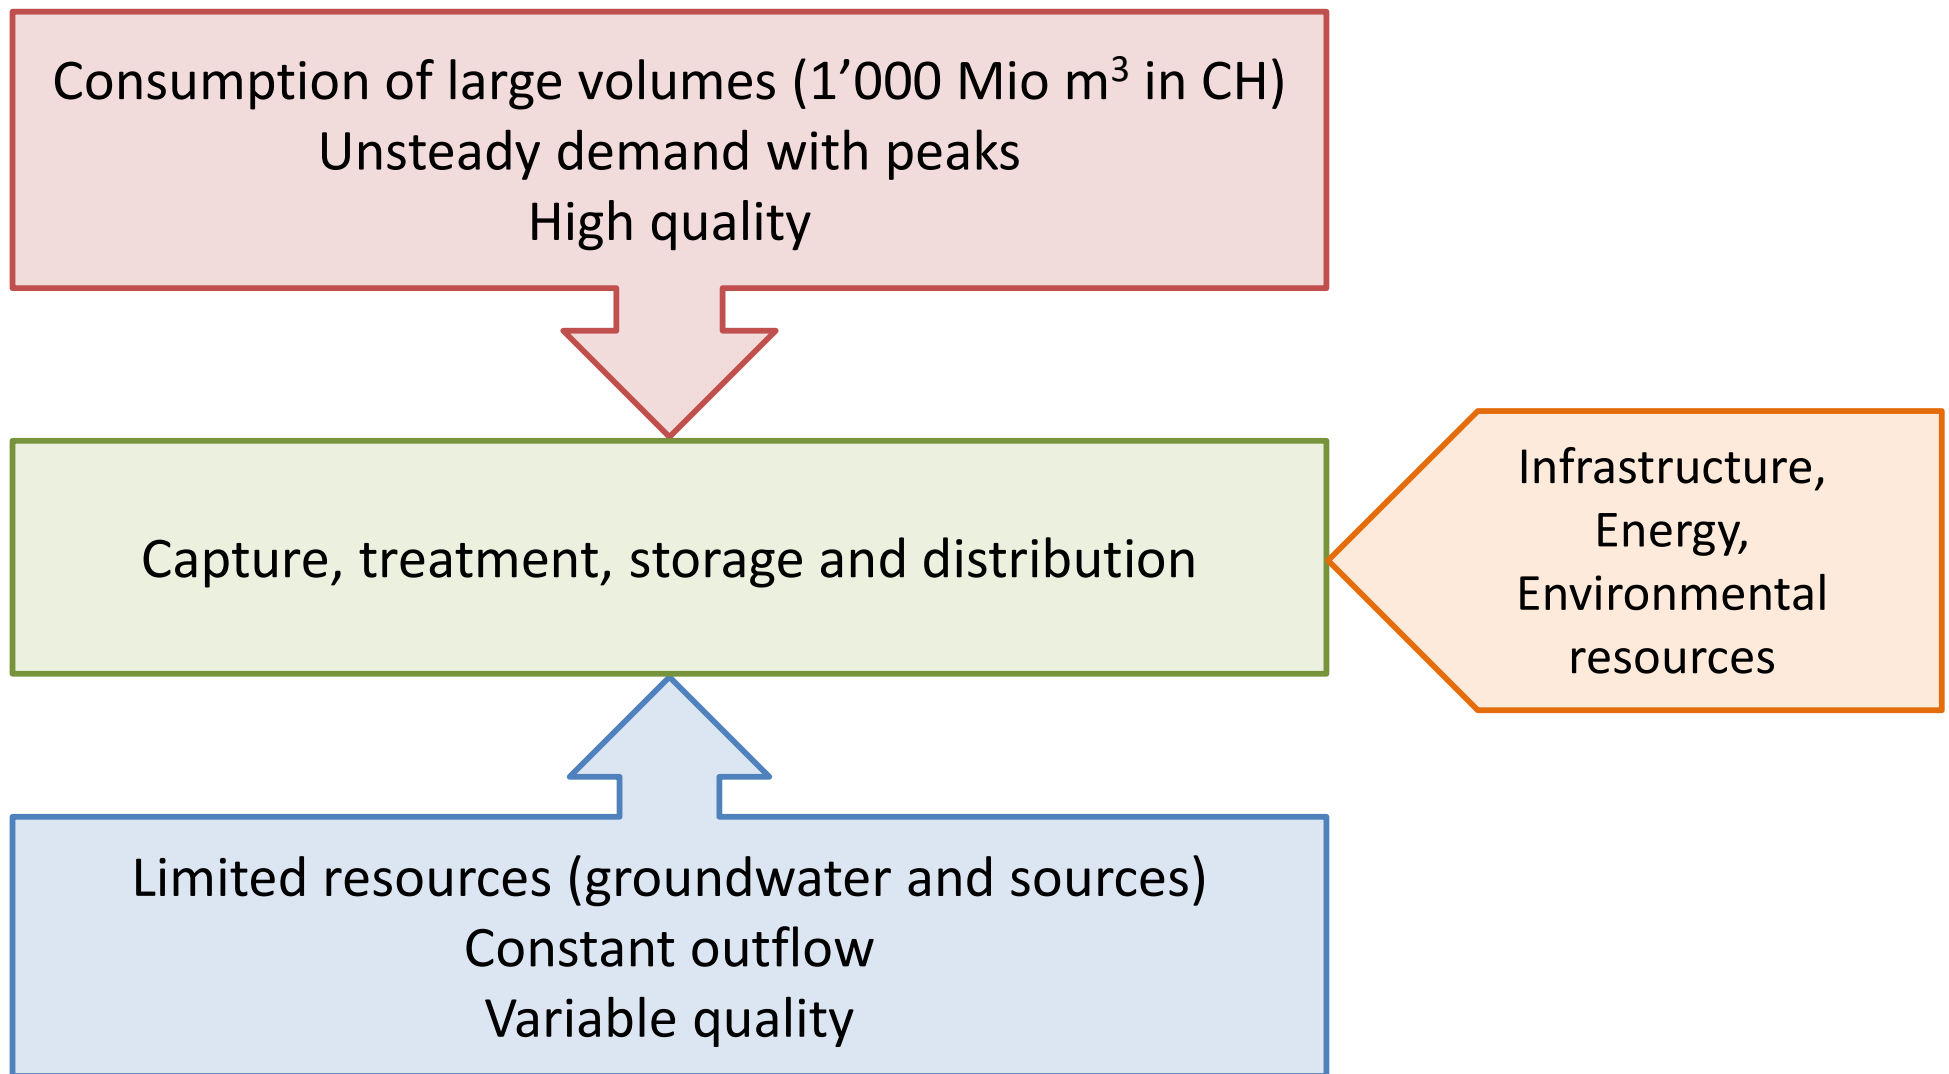 Consumption of large volumes (1’000 Mio m³ in CH)
Unsteady demand with peaks
High quality
Capture, treatment, storage and distribution
Infrastructure,
Energy,
Environmental
resources
Limited resources (groundwater and sources)
Constant outflow
Variable quality